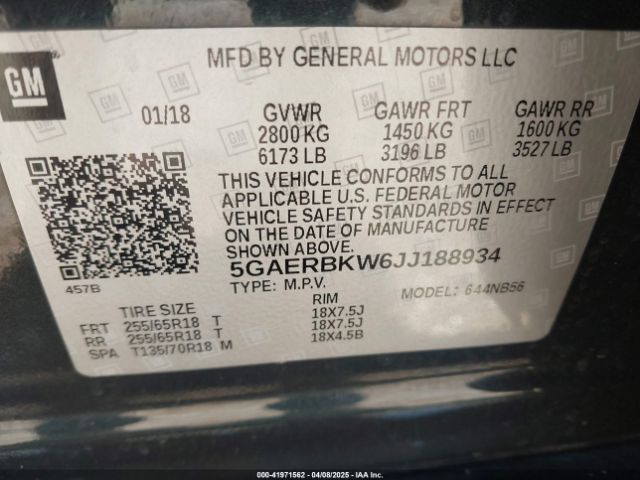 GM
MFD BY GENERAL MOTORS LLC
01/18 GVWR GAWR FRT GAWR RR
2800 KG 1450 KG 1600 KG
6173 LB 3196 LB 3527 LB
THIS VEHICLE CONFORMS TO ALL
APPLICABLE U.S. FEDERAL MOTOR
VEHICLE SAFETY STANDARDS IN EFFECT
ON THE DATE OF MANUFACTURE
SHOWN ABOVE.
5GAERBKW6JJ188934
457B
TYPE: M.P.V. MODEL: 644NB56
TIRE SIZE RIM
FRT 255/65R18 T 18X7.5J
RR 255/65R18 T 18X7.5J
SPA T135/70R18 M 18X4.5B
000-41971562 | 04/08/2025 - IAA Inc.